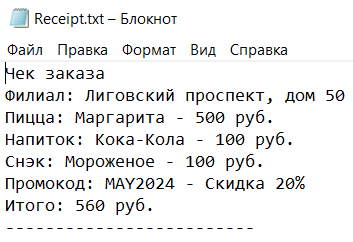 Receipt.txt – Блокнот
Файл Правка Формат Вид Справка
Чек заказа
Филиал: Лиговский проспект, дом 50
Пицца: Маргарита - 500 руб.
Напиток: Кока-Кола - 100 руб.
Снэк: Мороженое - 100 руб.
Промокод: MAY2024 - Скидка 20%
Итого: 560 руб.
-------------------------